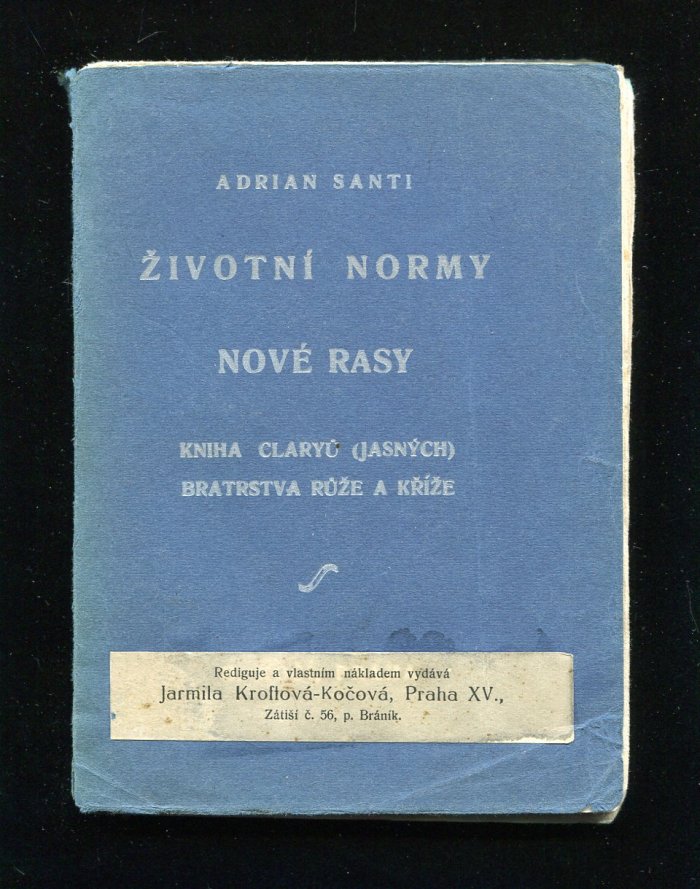 ADRIAN SANTI
ŽIVOTNÍ NORMY
NOVÉ RASY
KNIHA CLARYŮ (JASNÝCH)
BRATRSTVA RŮŽE A KŘÍŽE
Rediguje a vlastním nákladem vydává
Jarmila Kroftová-Kočová, Praha XV.,
Zátiší č. 56, p. Bráník.